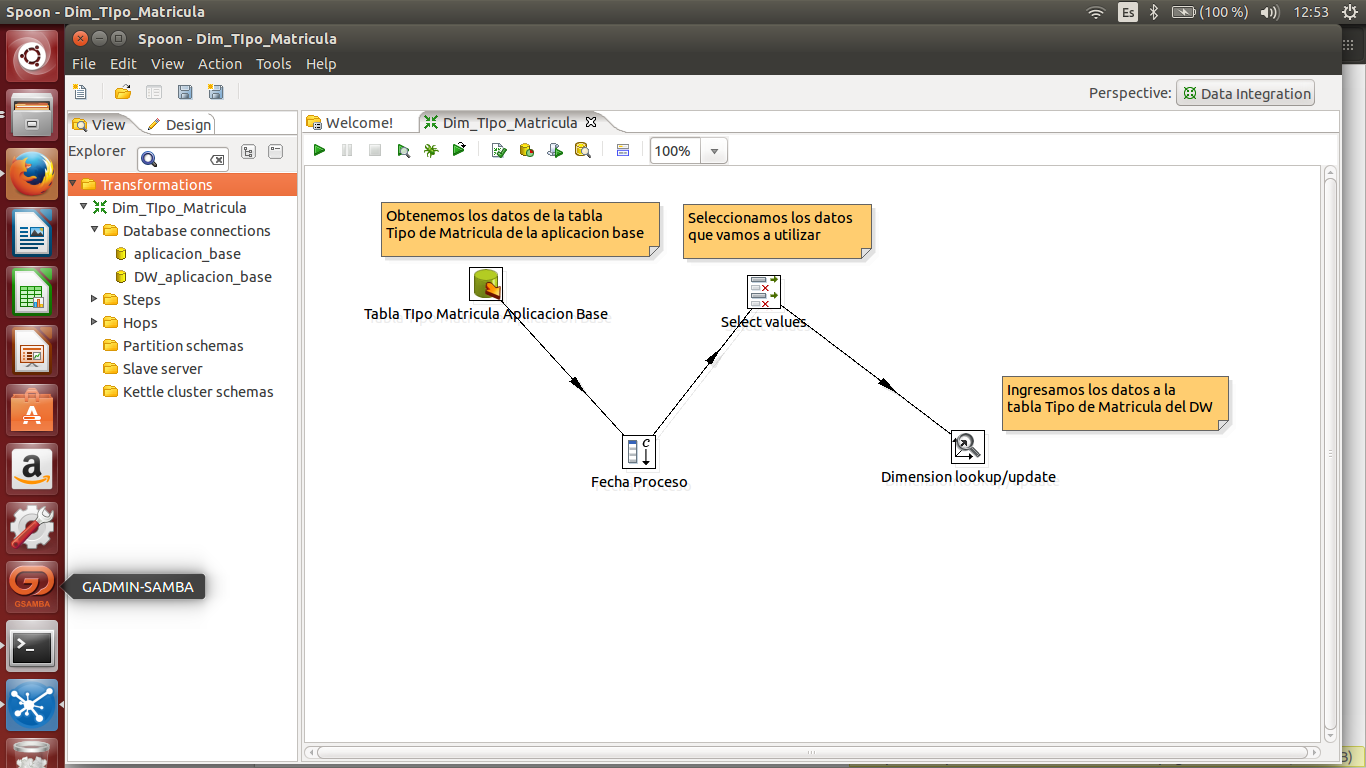 Spoon - Dim_TIpo_Matricula
Es
(100 %)
12:53
Spoon - Dim_TIpo_Matricula
File Edit View Action Tools Help
Perspective: Data Integration
View Design
Welcome! Dim_TIpo_Matricula
Explorer
100%
Transformations
Dim_TIpo_Matricula
Database connections
aplicacion_base
DW_aplicacion_base
Steps
Hops
Partition schemas
Slave server
Kettle cluster schemas
Obtenemos los datos de la tabla
Tipo de Matricula de la aplicacion base
Seleccionamos los datos
que vamos a utilizar
Tabla TIpo Matricula Aplicacion Base
Select values
Ingresamos los datos a la
tabla Tipo de Matricula del DW
C
Fecha Proceso
Dimension lookup/update
GADMIN-SAMBA
GSAMBA